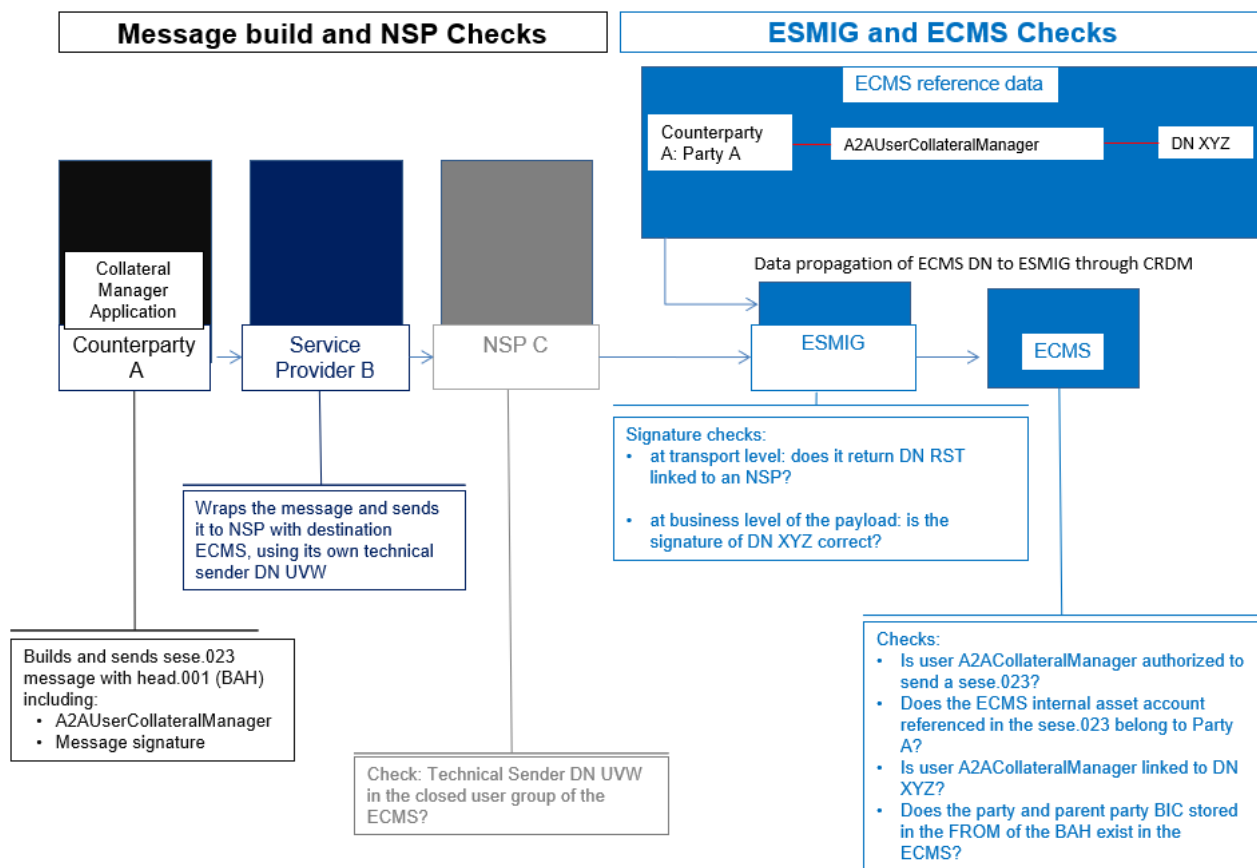 Message build and NSP Checks
ESMIG and ECMS Checks
ECMS reference data
Counterparty
A: Party A
A2AUserCollateralManager
DN XYZ
Data propagation of ECMS DN to ESMIG through CRDM
Collateral
Manager
Application
Counterparty
A
Service
Provider B
NSP C
ESMIG
ECMS
Signature checks:
• at transport level: does it return DN RST
linked to an NSP?
• at business level of the payload: is the
signature of DN XYZ correct?
Wraps the message and sends
it to NSP with destination
ECMS, using its own technical
sender DN UVW
Builds and sends sese.023
message with head.001 (BAH)
including:
• A2AUserCollateralManager
• Message signature
Check: Technical Sender DN UVW
in the closed user group of the
ECMS?
Checks:
• Is user A2ACollateralManager authorized to
send a sese.023?
• Does the ECMS internal asset account
referenced in the sese.023 belong to Party
A?
• Is user A2ACollateralManager linked to DN
XYZ?
• Does the party and parent party BIC stored
in the FROM of the BAH exist in the
ECMS?